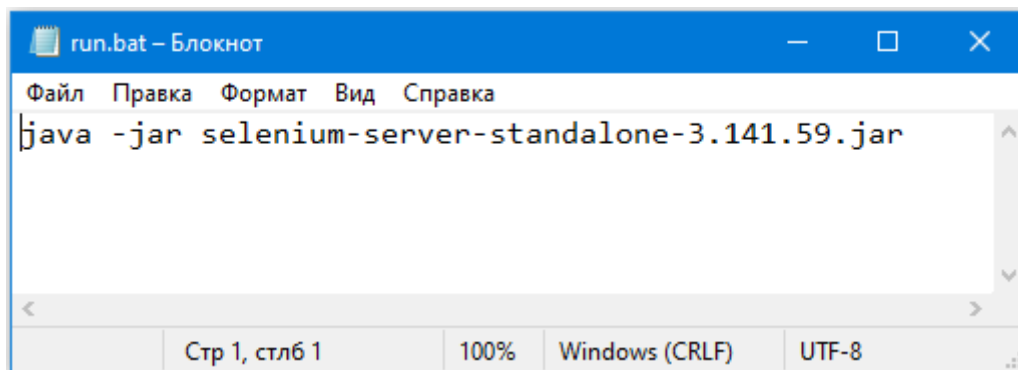 run.bat – Блокнот
Файл Правка Формат Вид Справка
java -jar selenium-server-standalone-3.141.59.jar
Стр 1, стлб 1 100% Windows (CRLF) UTF-8